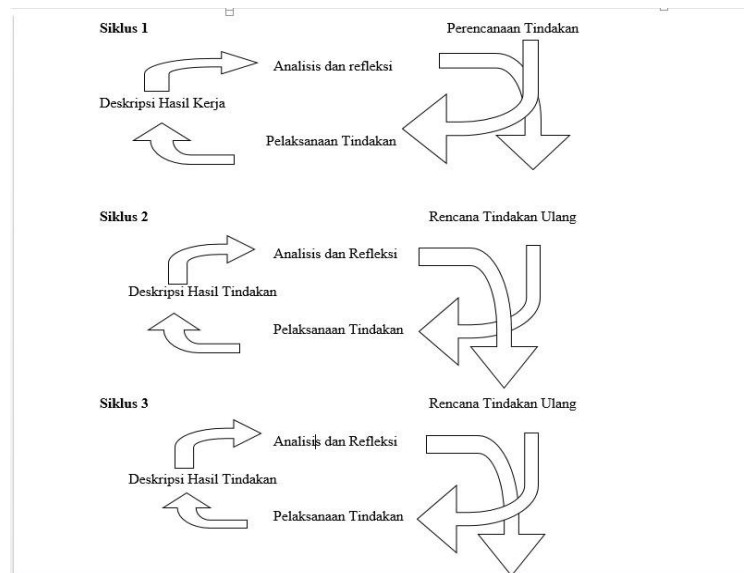 Siklus 1
Perencanaan Tindakan
Analisis dan refleksi
Deskripsi Hasil Kerja
Pelaksanaan Tindakan
Siklus 2
Rencana Tindakan Ulang
Analisis dan Refleksi
Deskripsi Hasil Tindakan
Pelaksanaan Tindakan
Siklus 3
Rencana Tindakan Ulang
Analisis dan Refleksi
Deskripsi Hasil Tindakan
Pelaksanaan Tindakan